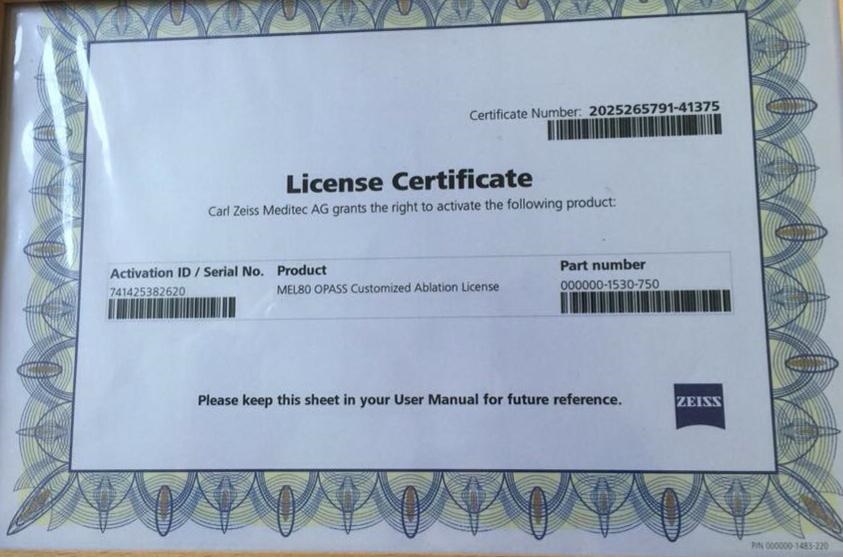 Certificate Number: 2025265791-41375
License Certificate
Carl Zeiss Meditec AG grants the right to activate the following product:
Activation ID / Serial No. Product Part number
741425382620 MEL80 OPASS Customized Ablation License 000000-1530-750
Please keep this sheet in your User Manual for future reference.
ZEISS
P/N 000000-1483-220